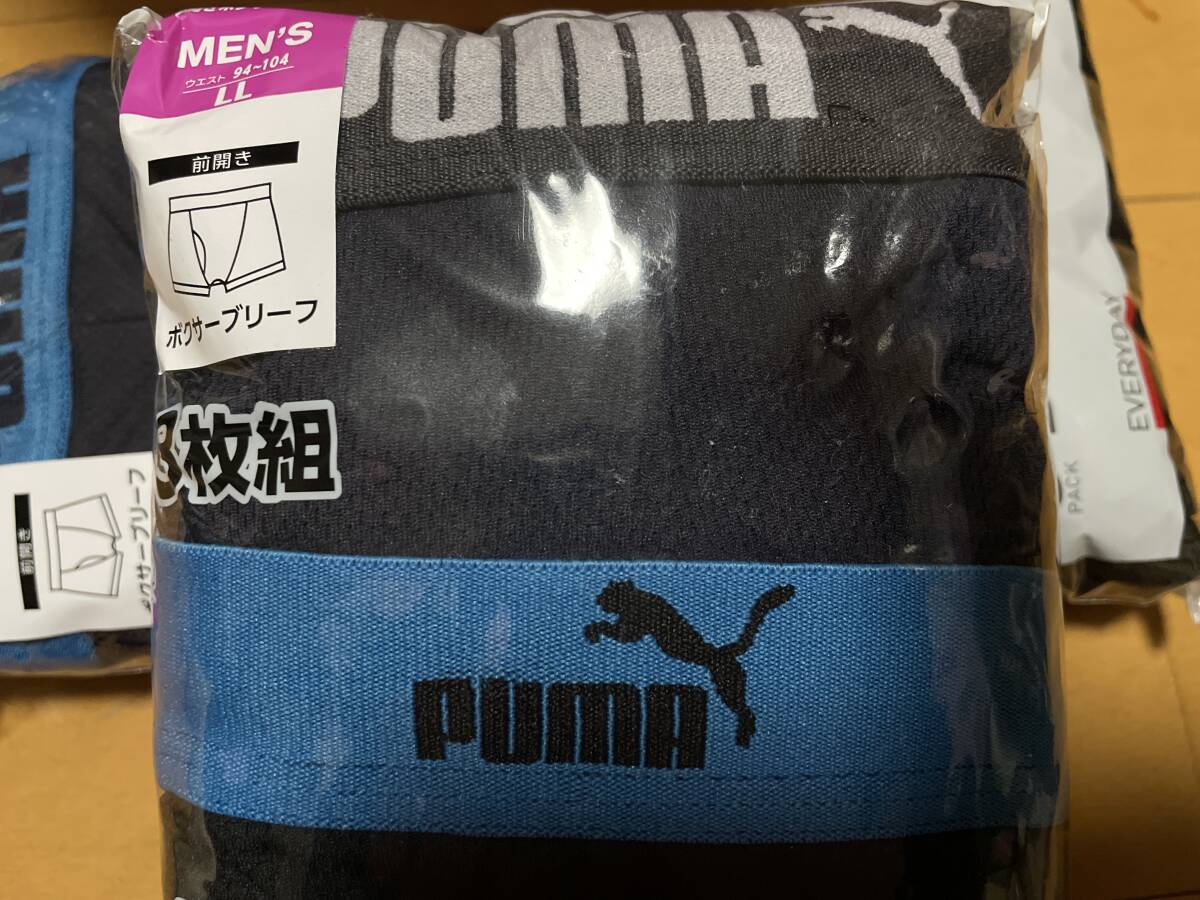 MEN'S
ウエスト 94~104
LL
PUMA
前開き
ボクサーブリーフ
3枚組
PUMA
前開き
ボクサーブリーフ
EVERYDAY
PACK